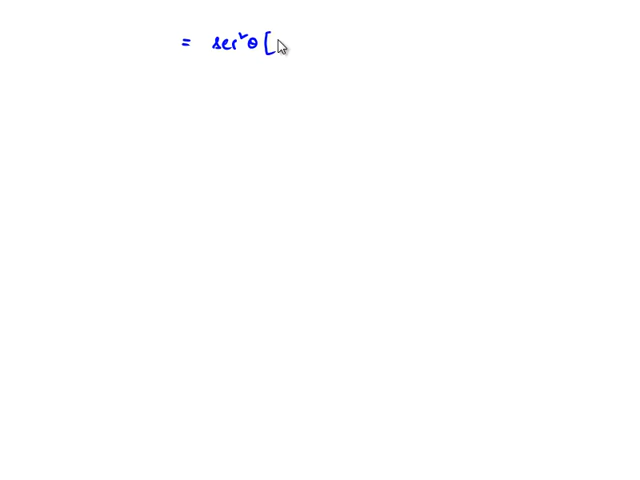 = sec²θ [